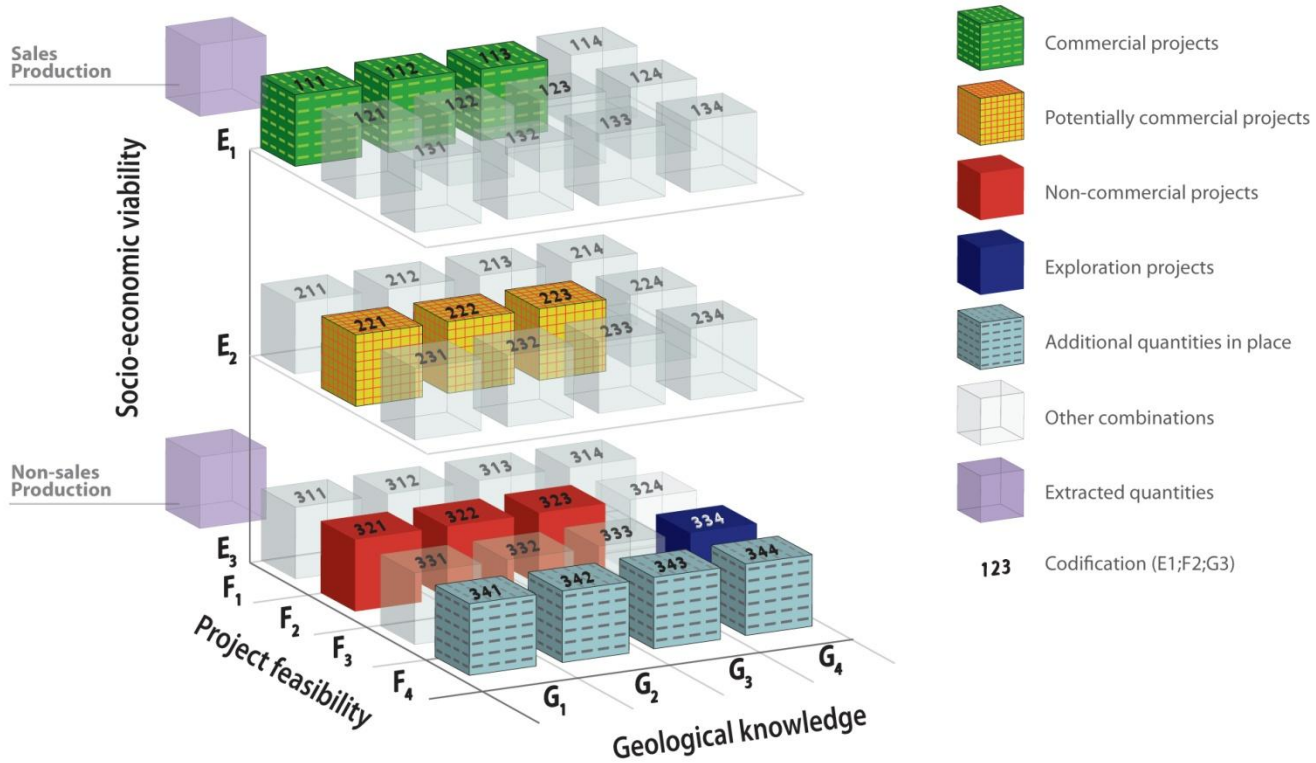 Sales
Production
Socio-economic viability
E1
E2
E3
111
112
113
114
121
122
123
124
131
132
133
134
211
212
213
214
221
222
223
224
231
232
233
234
Non-sales
Production
311
312
313
314
321
322
323
324
331
332
333
334
341
342
343
344
F1
F2
F3
F4
Project feasibility
G1
G2
G3
G4
Geological knowledge
Commercial projects
Potentially commercial projects
Non-commercial projects
Exploration projects
Additional quantities in place
Other combinations
Extracted quantities
123 Codification (E1;F2;G3)